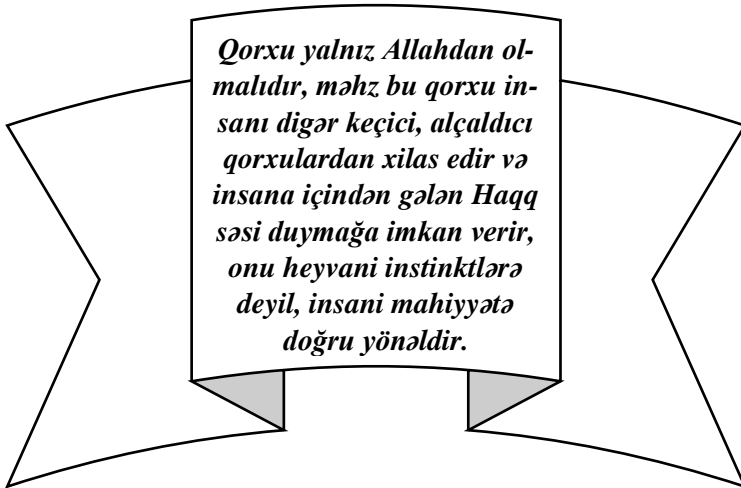 Qorxu yalnız Allahdan ol-
malıdır, məhz bu qorxu in-
sanı digər keçici, alçaldıcı
qorxulardan xilas edir və
insana içindən gələn Haqq
səsi duymağa imkan verir,
onu heyvani instinktlərə
deyil, insani mahiyyətə
doğru yönəldir.